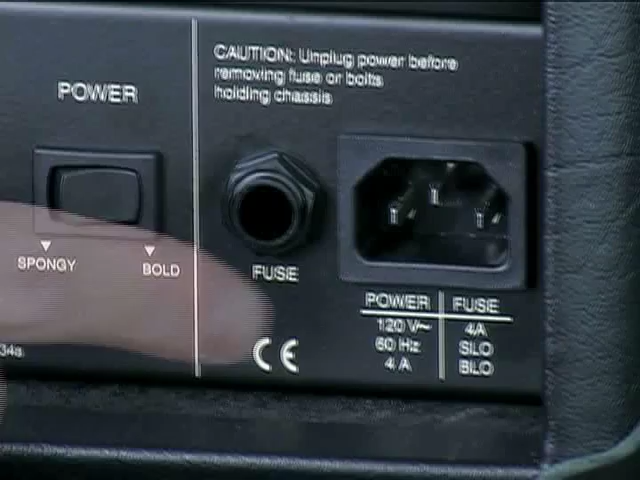 POWER
SPONGY
BOLD
34a
CAUTION: Unplug power before
removing fuse or bolts
holding chassis
FUSE
CE
POWER
120 V~
60 Hz
4 A
FUSE
4A
SLO
BLO